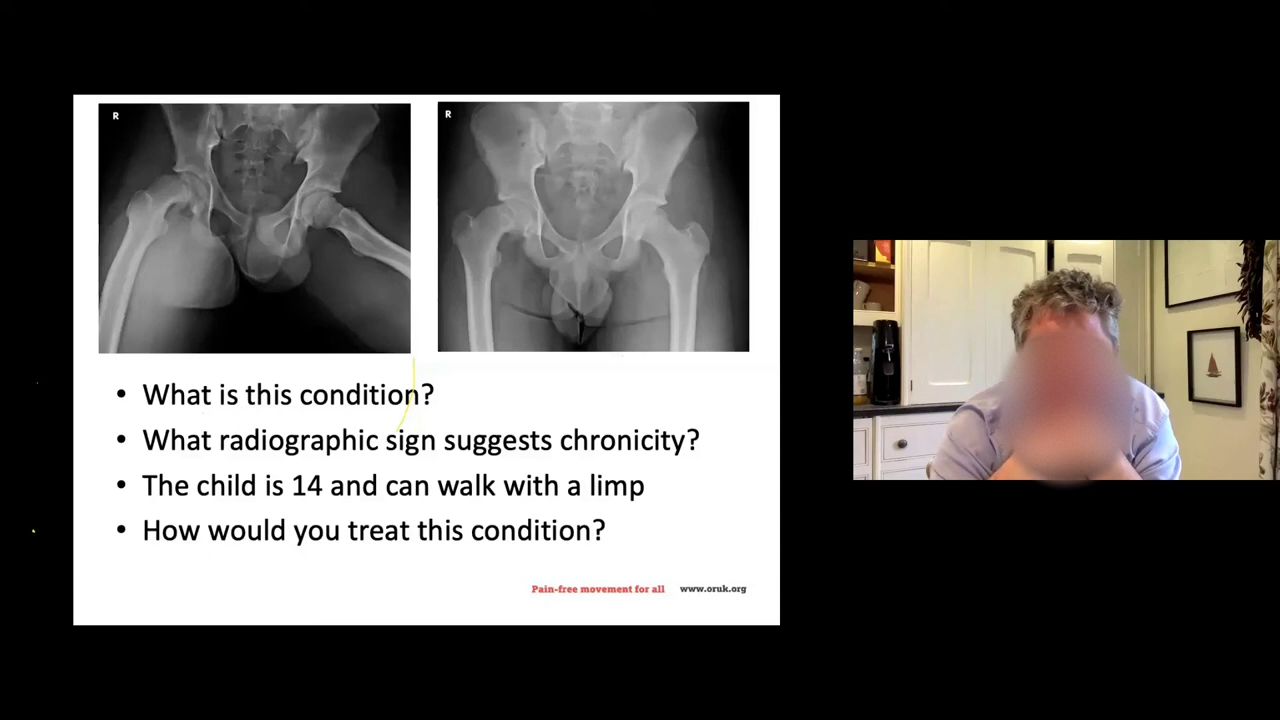 R
R
• What is this condition?
• What radiographic sign suggests chronicity?
• The child is 14 and can walk with a limp
• How would you treat this condition?
Pain-free movement for all www.oruk.org